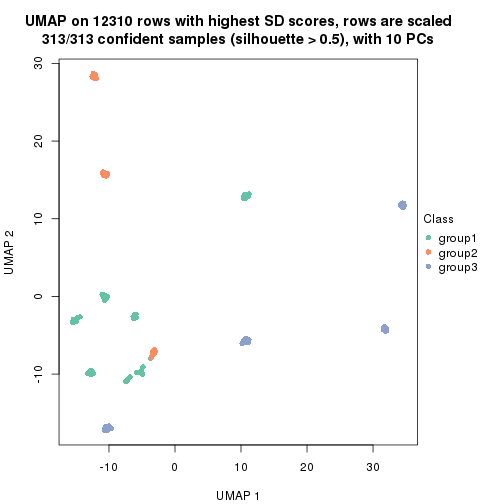 UMAP on 12310 rows with highest SD scores, rows are scaled
313/313 confident samples (silhouette > 0.5), with 10 PCs
30
20
10
0
-10
UMAP 2
-10
0
10
20
30
UMAP 1
Class
group1
group2
group3